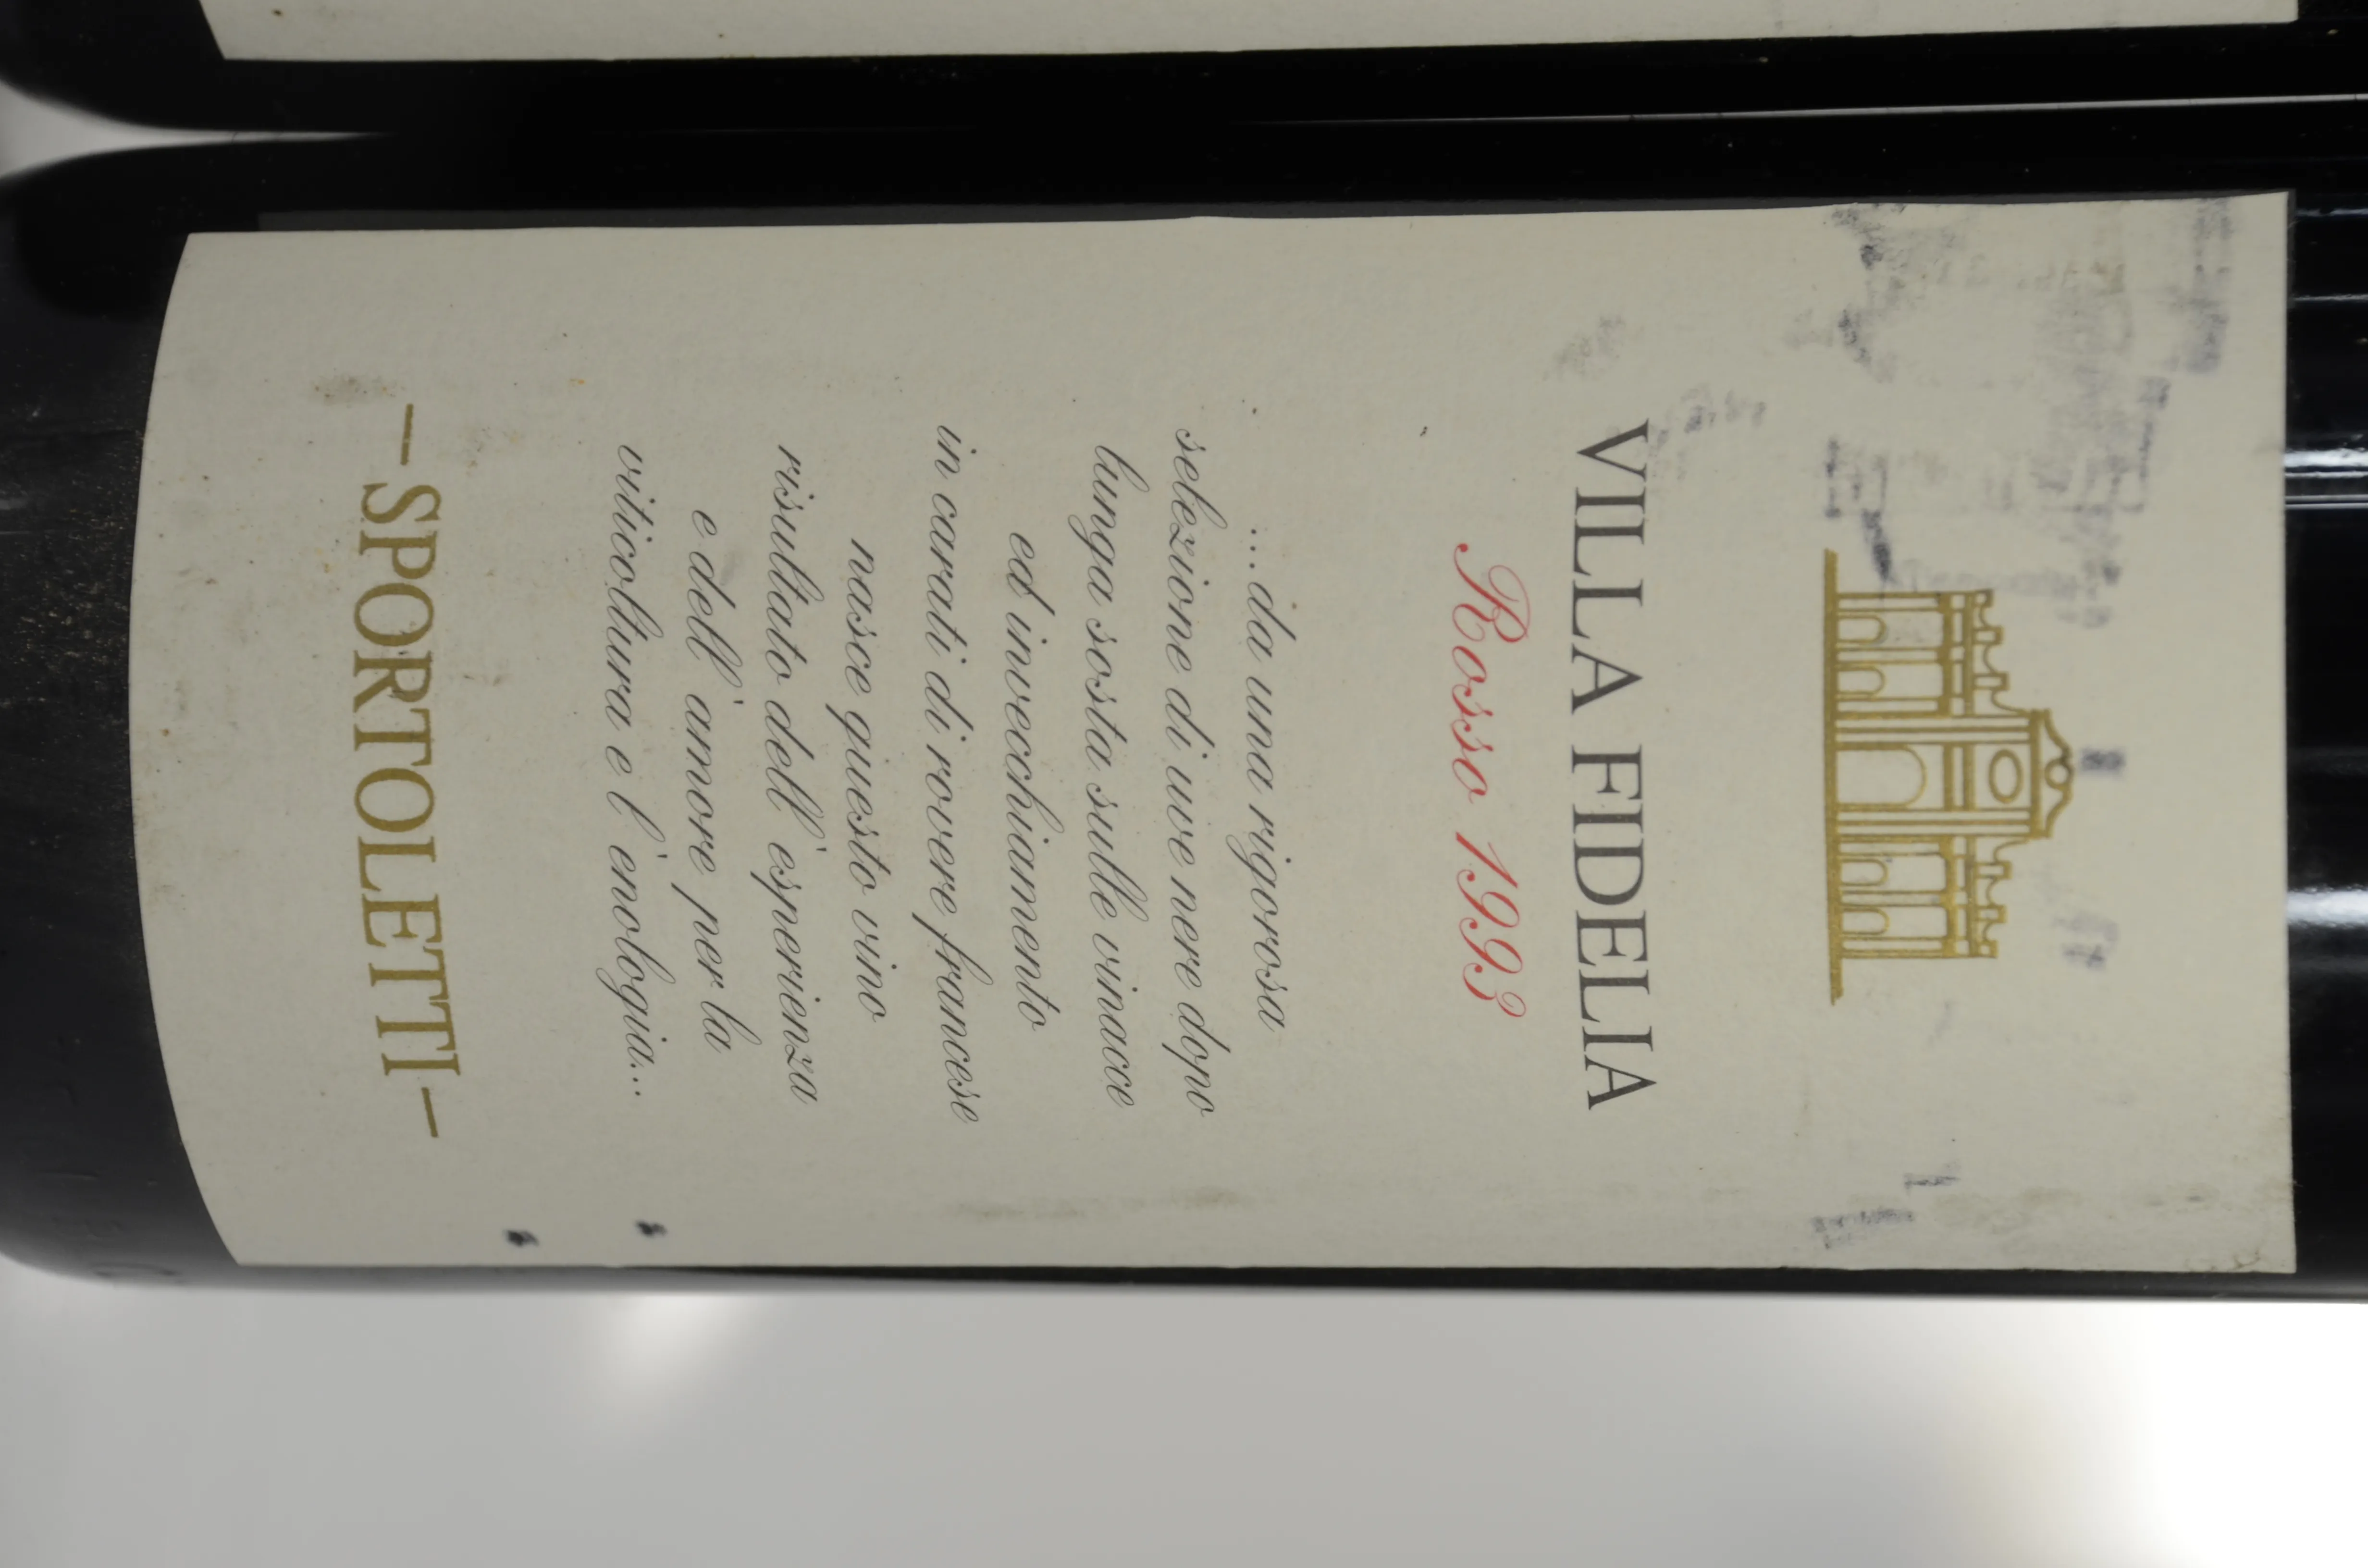 VILLA FIDELIA
Rosso 1993
...da una rigorosa
selezione di uve nere dopo
lunga sosta sulle vinacce
ed invecchiamento
in carati di rovere francese
nasce questo vino
risultato dell'esperienza
e dell'amore per la
viticoltura e l'enologia...
– SPORTOLETTI –